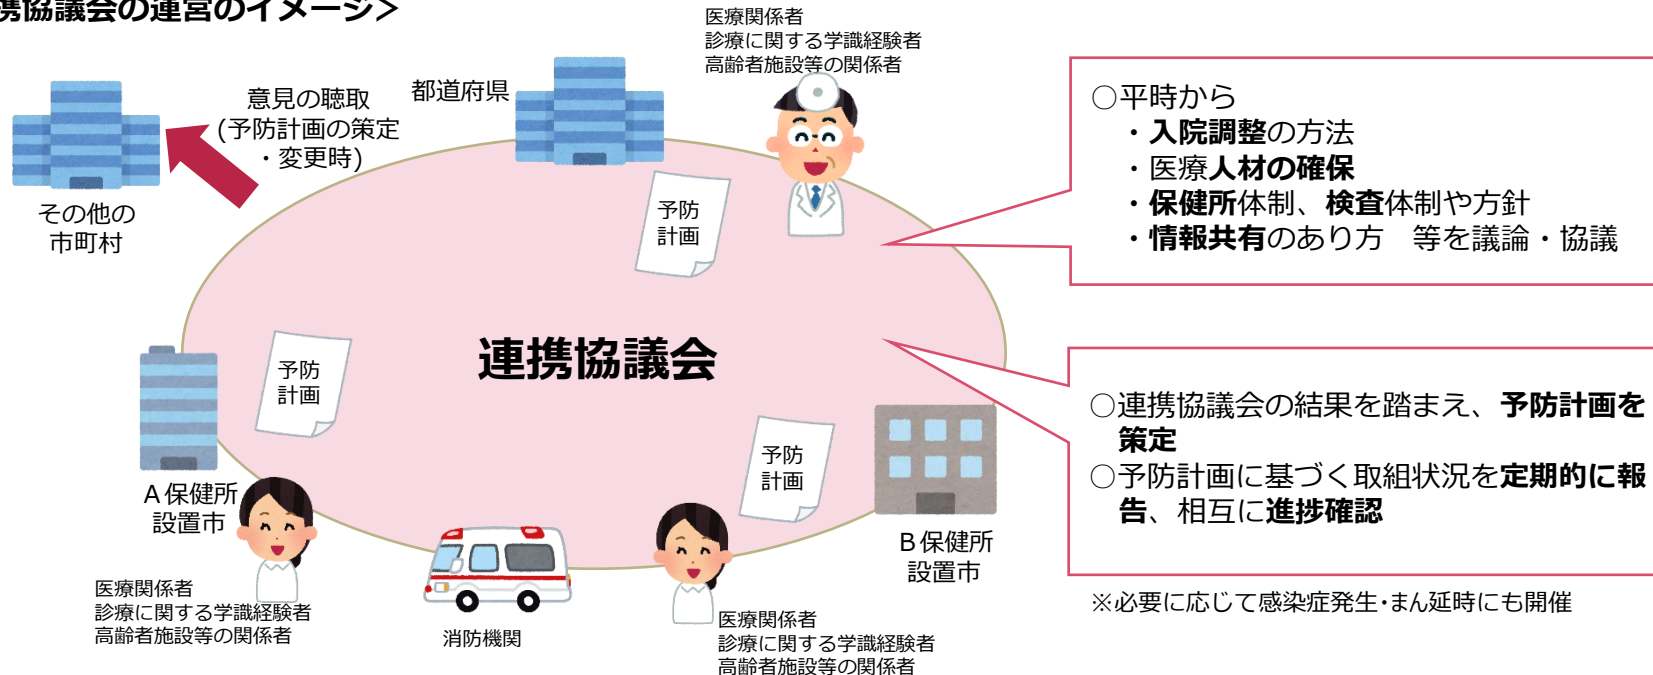 携協議会の運営のイメージ＞
医療関係者
診療に関する学識経験者
高齢者施設等の関係者
都道府県
意見の聴取
(予防計画の策定
・変更時)
その他の
市町村
予防
計画
○平時から
・入院調整の方法
・医療人材の確保
・保健所体制、検査体制や方針
・情報共有のあり方　等を議論・協議
連携協議会
予防
計画
予防
計画
○連携協議会の結果を踏まえ、予防計画を
策定
○予防計画に基づく取組状況を定期的に報
告、相互に進捗確認
※必要に応じて感染症発生・まん延時にも開催
Ａ保健所
設置市
医療関係者
診療に関する学識経験者
高齢者施設等の関係者
消防機関
Ｂ保健所
設置市
医療関係者
診療に関する学識経験者
高齢者施設等の関係者